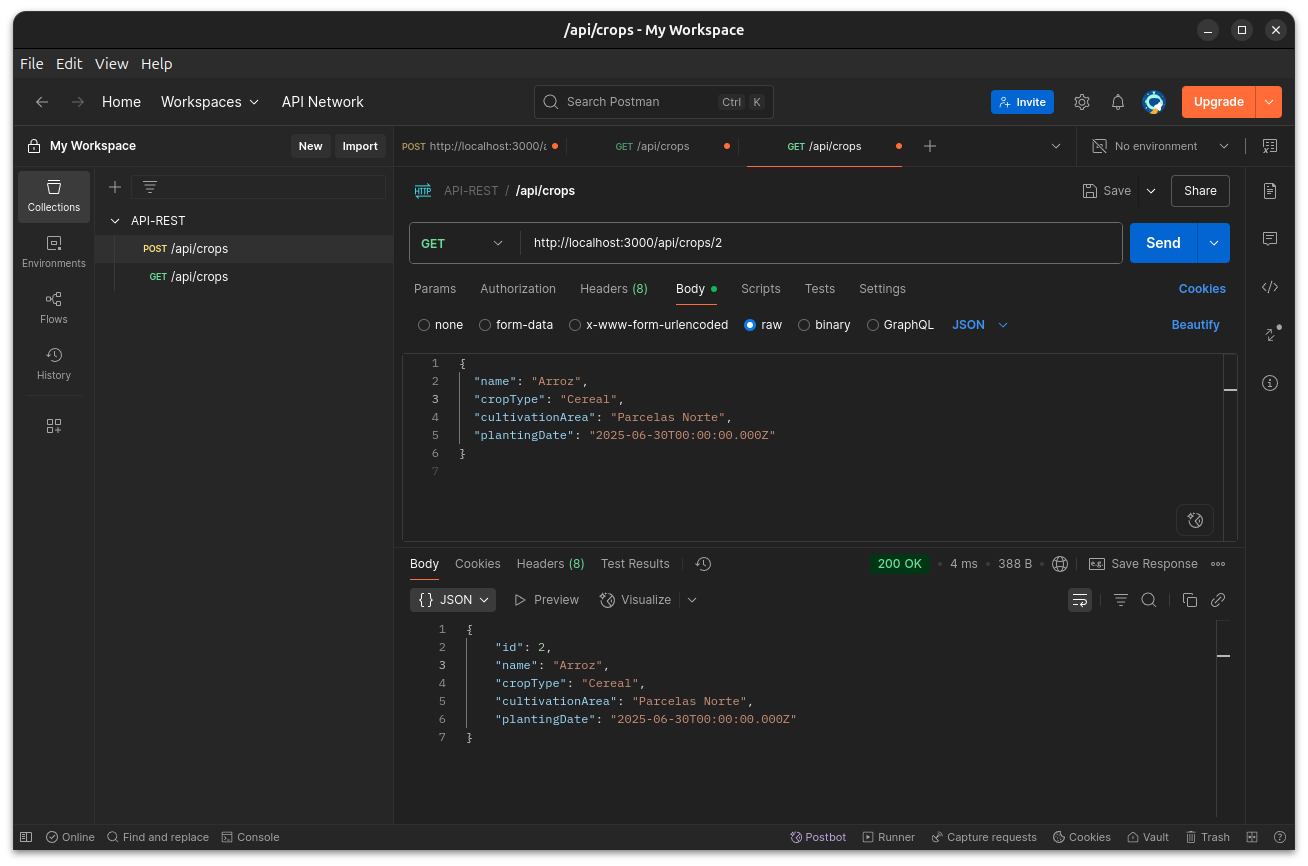 /api/crops - My Workspace
File Edit View Help
Home Workspaces API Network
Search Postman Ctrl K
Invite
Upgrade
My Workspace New Import
POST http://localhost:3000/a GET /api/crops GET /api/crops
No environment
Collections
Environments
Flows
History
API-REST
POST /api/crops
GET /api/crops
HTTP API-REST / /api/crops
Save Share
GET http://localhost:3000/api/crops/2
Send
Params Authorization Headers (8) Body Scripts Tests Settings Cookies
none form-data x-www-form-urlencoded raw binary GraphQL JSON Beautify
1 {
2 "name": "Arroz",
3 "cropType": "Cereal",
4 "cultivationArea": "Parcelas Norte",
5 "plantingDate": "2025-06-30T00:00:00.000Z"
6 }
7
Body Cookies Headers (8) Test Results 200 OK 4 ms 388 B e.g. Save Response
{} JSON Preview Visualize
1 {
2 "id": 2,
3 "name": "Arroz",
4 "cropType": "Cereal",
5 "cultivationArea": "Parcelas Norte",
6 "plantingDate": "2025-06-30T00:00:00.000Z"
7 }
Online Find and replace Console Postbot Runner Capture requests Cookies Vault Trash